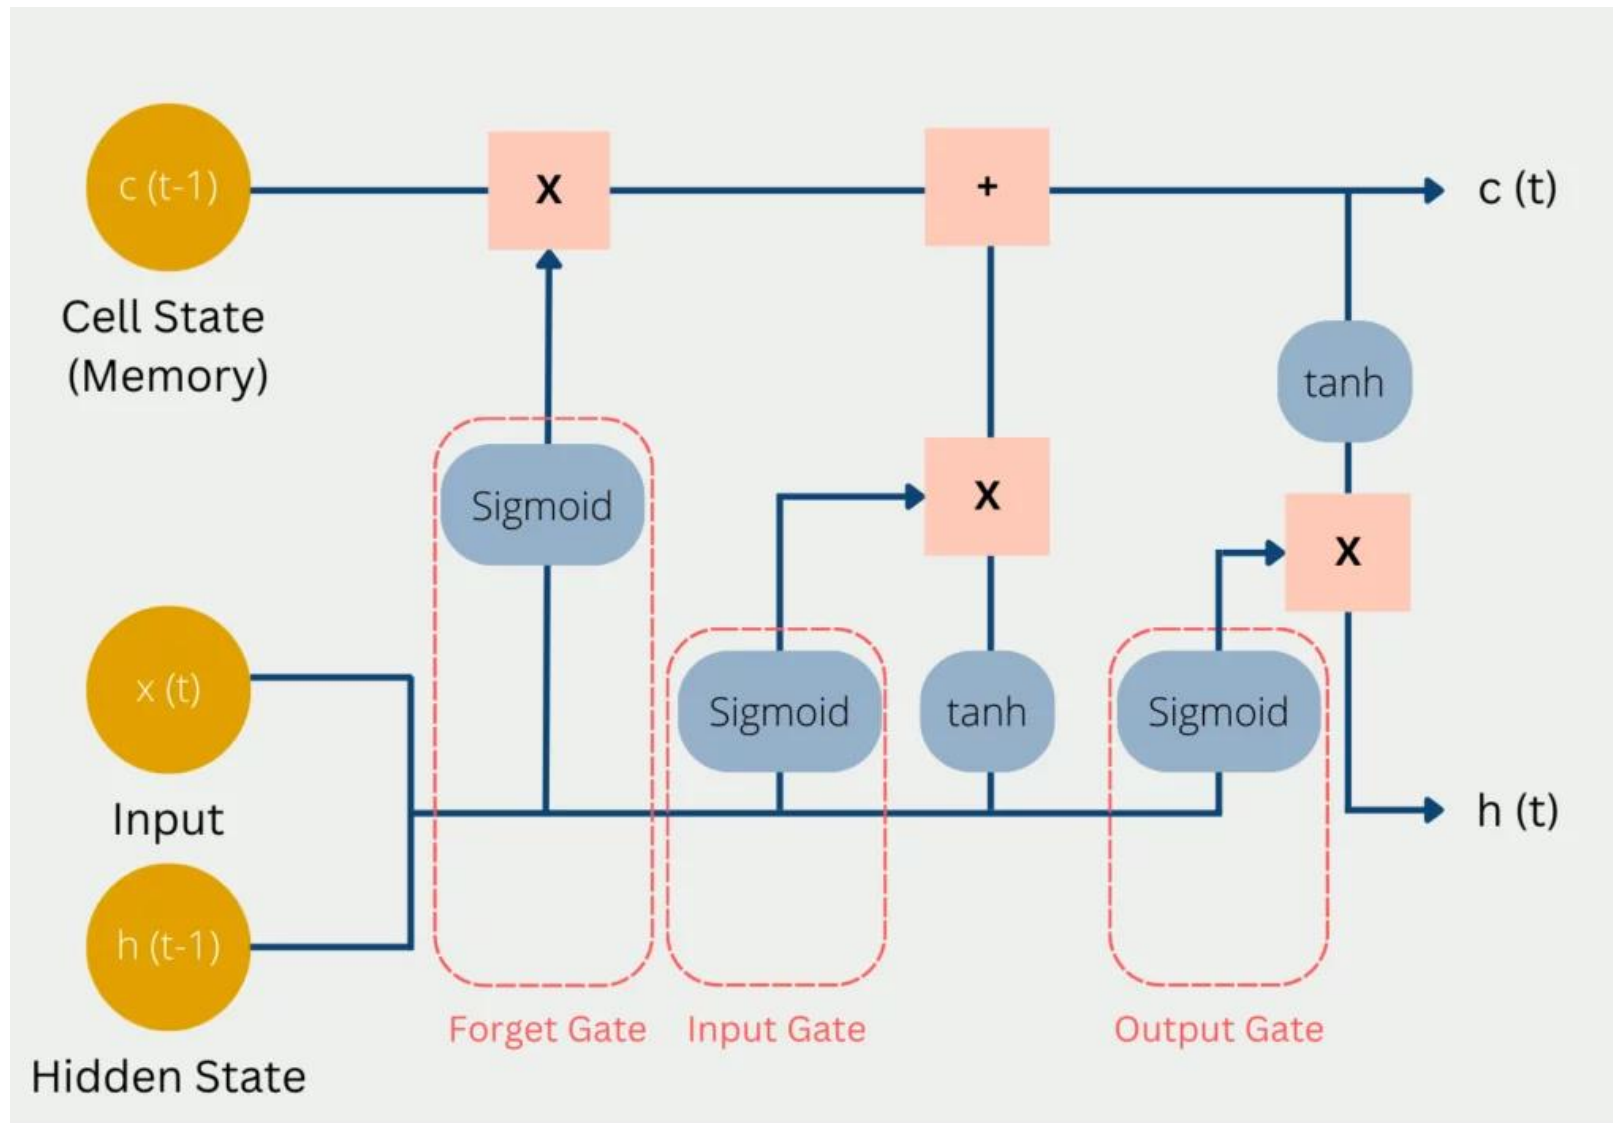 c (t-1)
X
+
c (t)
Cell State
(Memory)
tanh
Sigmoid
X
X
x (t)
Sigmoid
tanh
Sigmoid
Input
h (t)
h (t-1)
Forget Gate
Input Gate
Output Gate
Hidden State